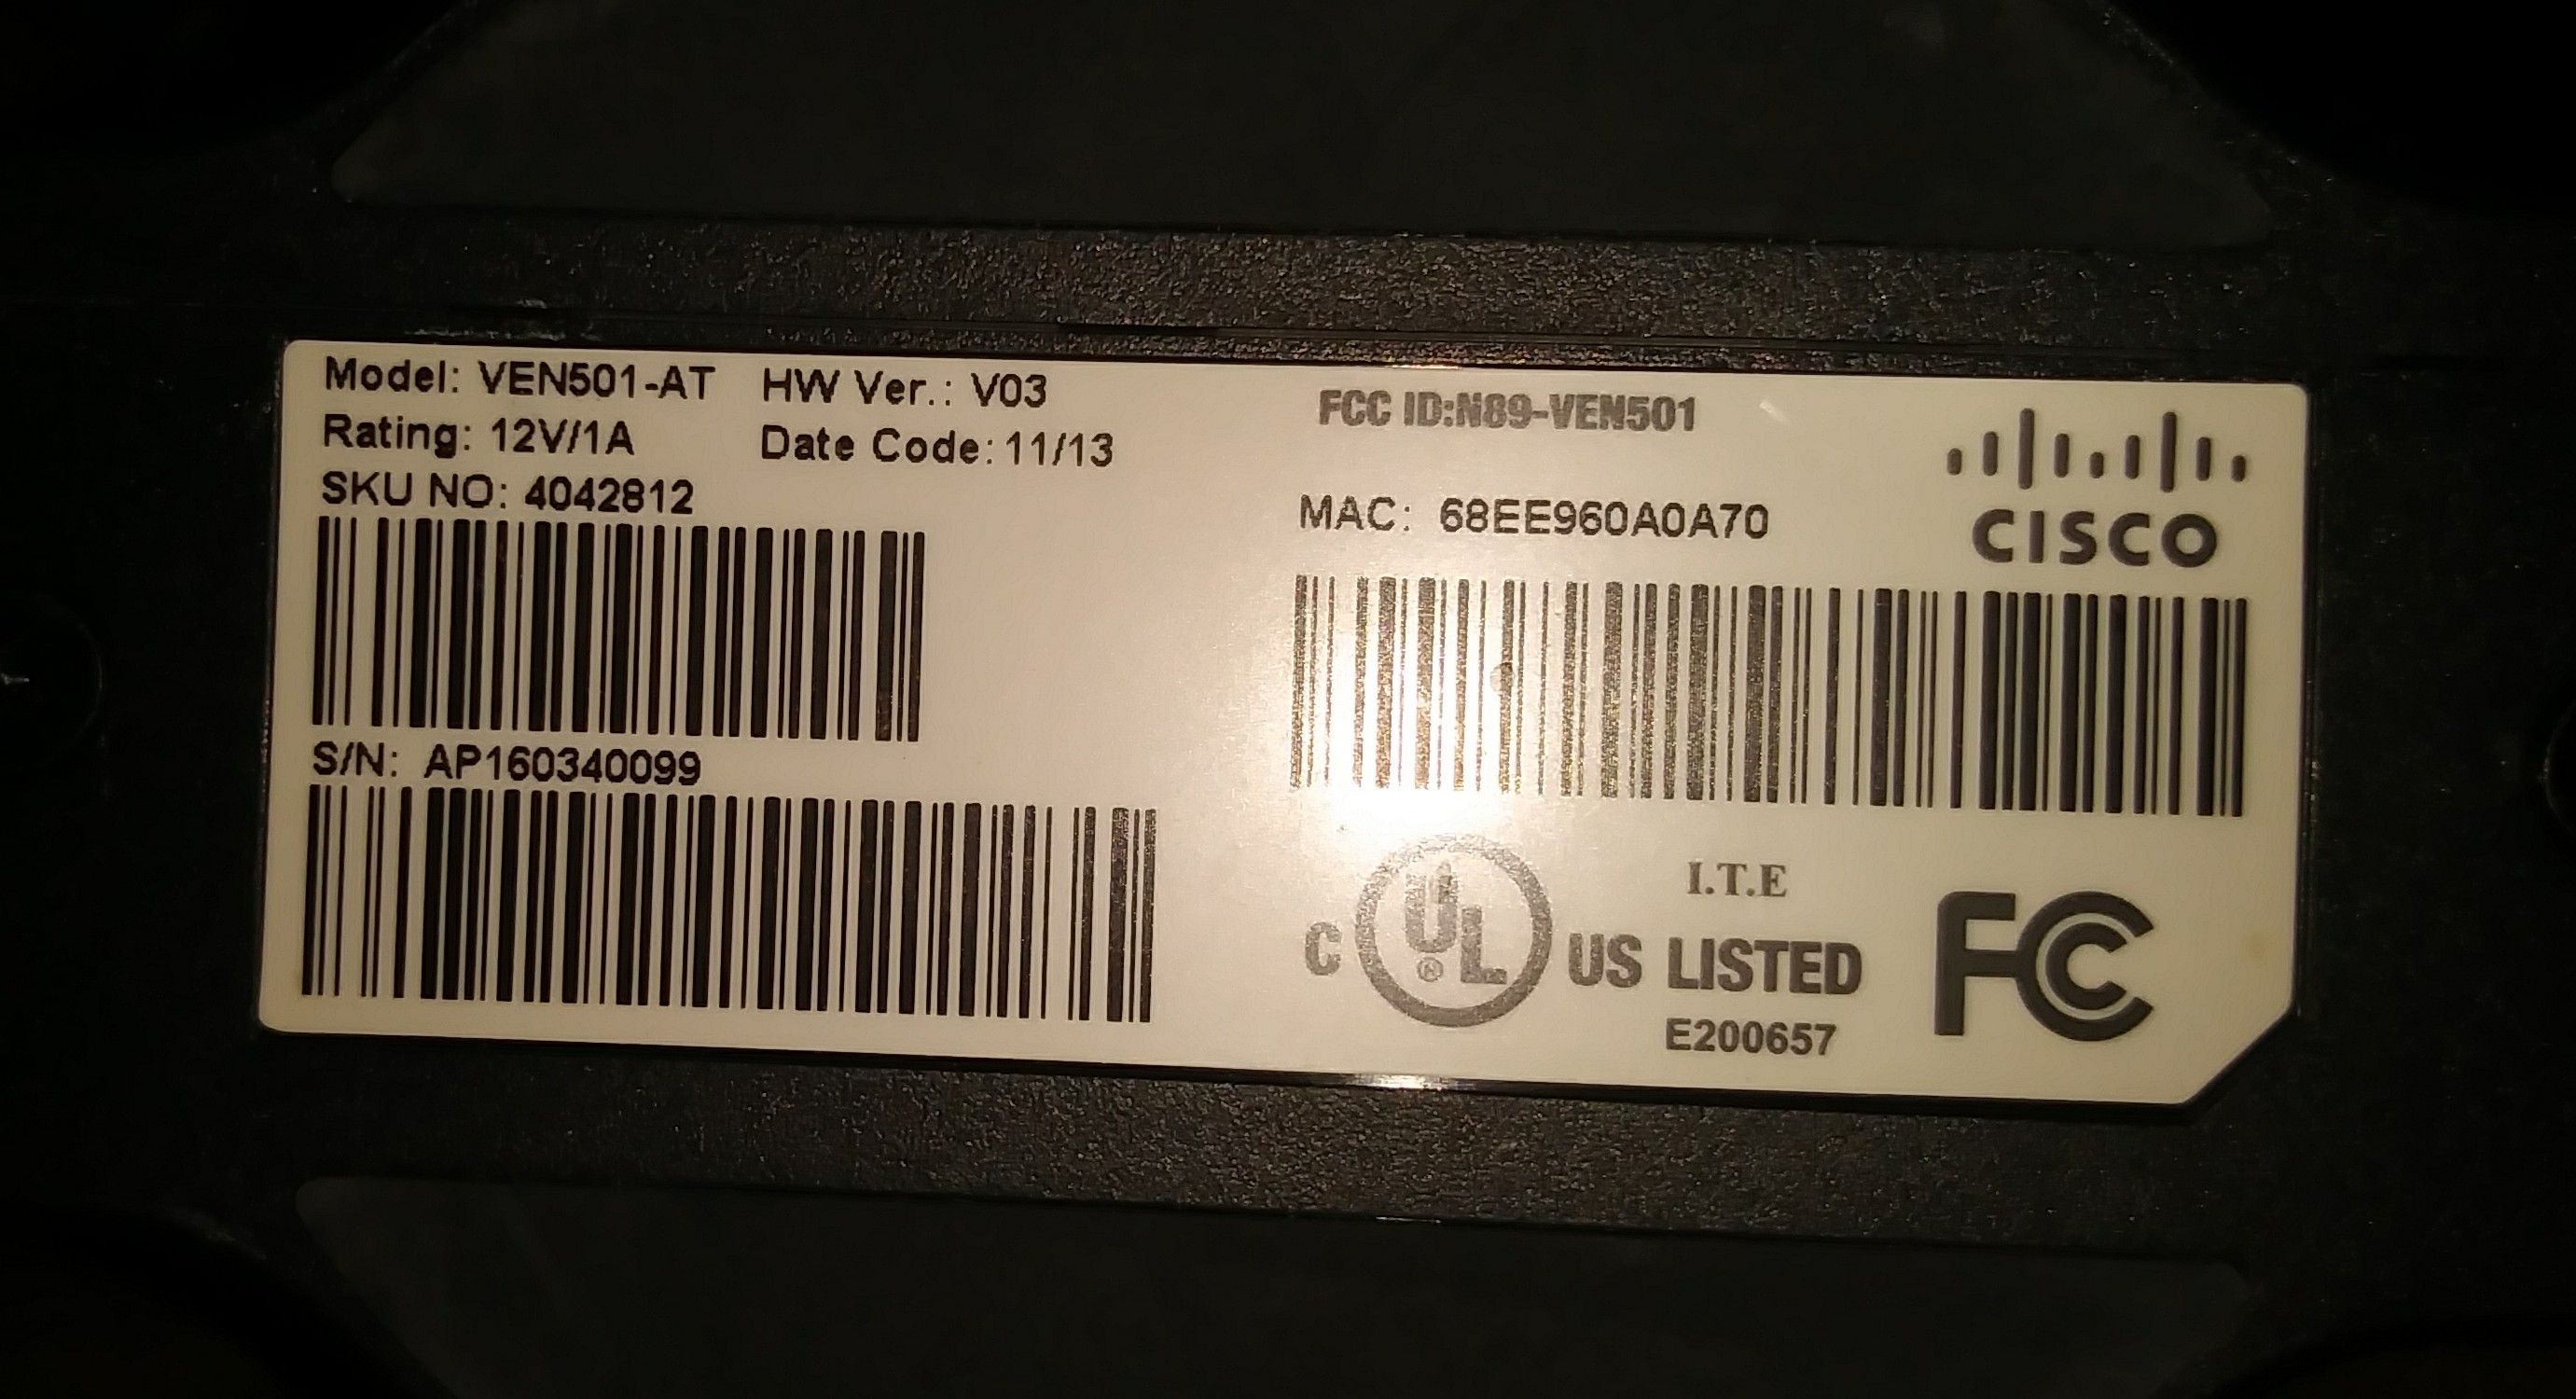 Model: VEN501-AT HW Ver.: V03
Rating: 12V/1A Date Code: 11/13
SKU NO: 4042812
S/N: AP160340099
FCC ID:N89-VEN501
MAC: 68EE960A0A70
CISCO
I.T.E
C UL US LISTED
E200657
FC